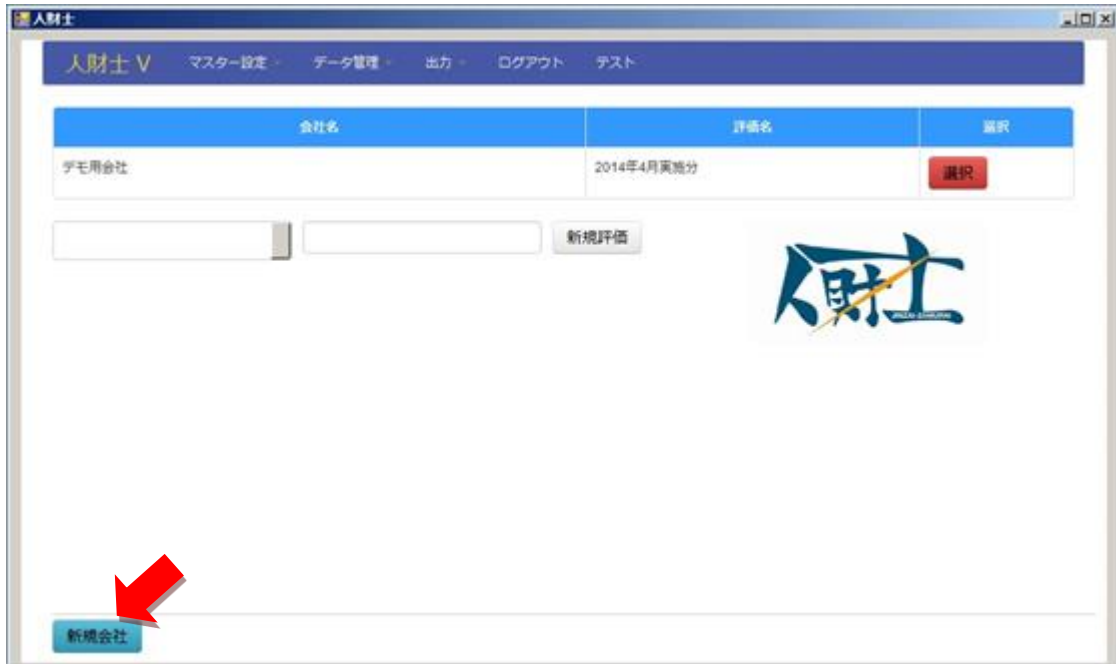 人財士
人財士 V マスター設定 データ管理 出力 ログアウト テスト
会社名 評価名 選択
デモ用会社 2014年4月実施分 選択
新規評価
人財士
JINZAI-SAMURAI
新規会社